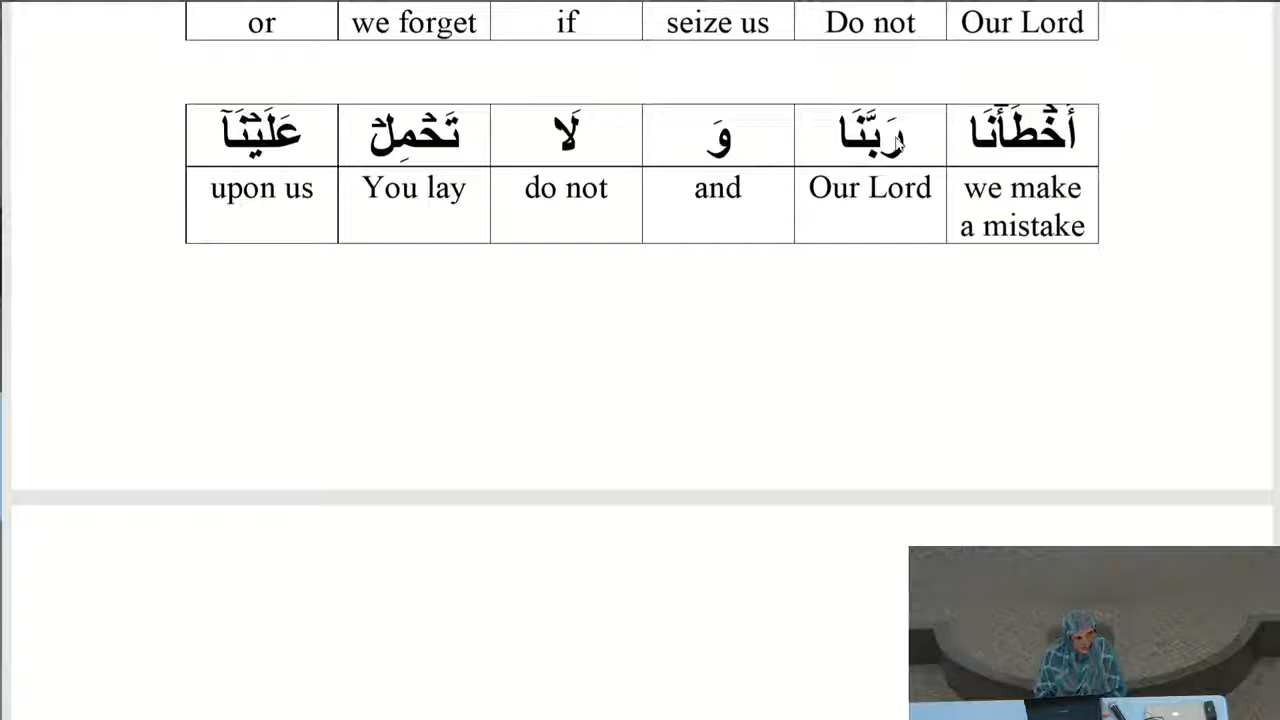 or we forget if seize us Do not Our Lord
أَخۡطَأۡنَا رَبَّنَا وَ لَا تَحۡمِلۡ عَلَيۡنَآ
upon us You lay do not and Our Lord we make
a mistake